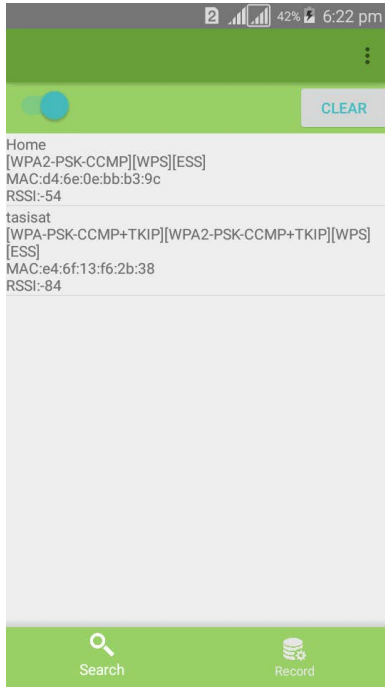 2 42% 6:22 pm
CLEAR
Home
[WPA2-PSK-CCMP][WPS][ESS]
MAC:d4:6e:0e:bb:b3:9c
RSSI:-54
tasisat
[WPA-PSK-CCMP+TKIP][WPA2-PSK-CCMP+TKIP][WPS]
[ESS]
MAC:e4:6f:13:f6:2b:38
RSSI:-84
Search Record